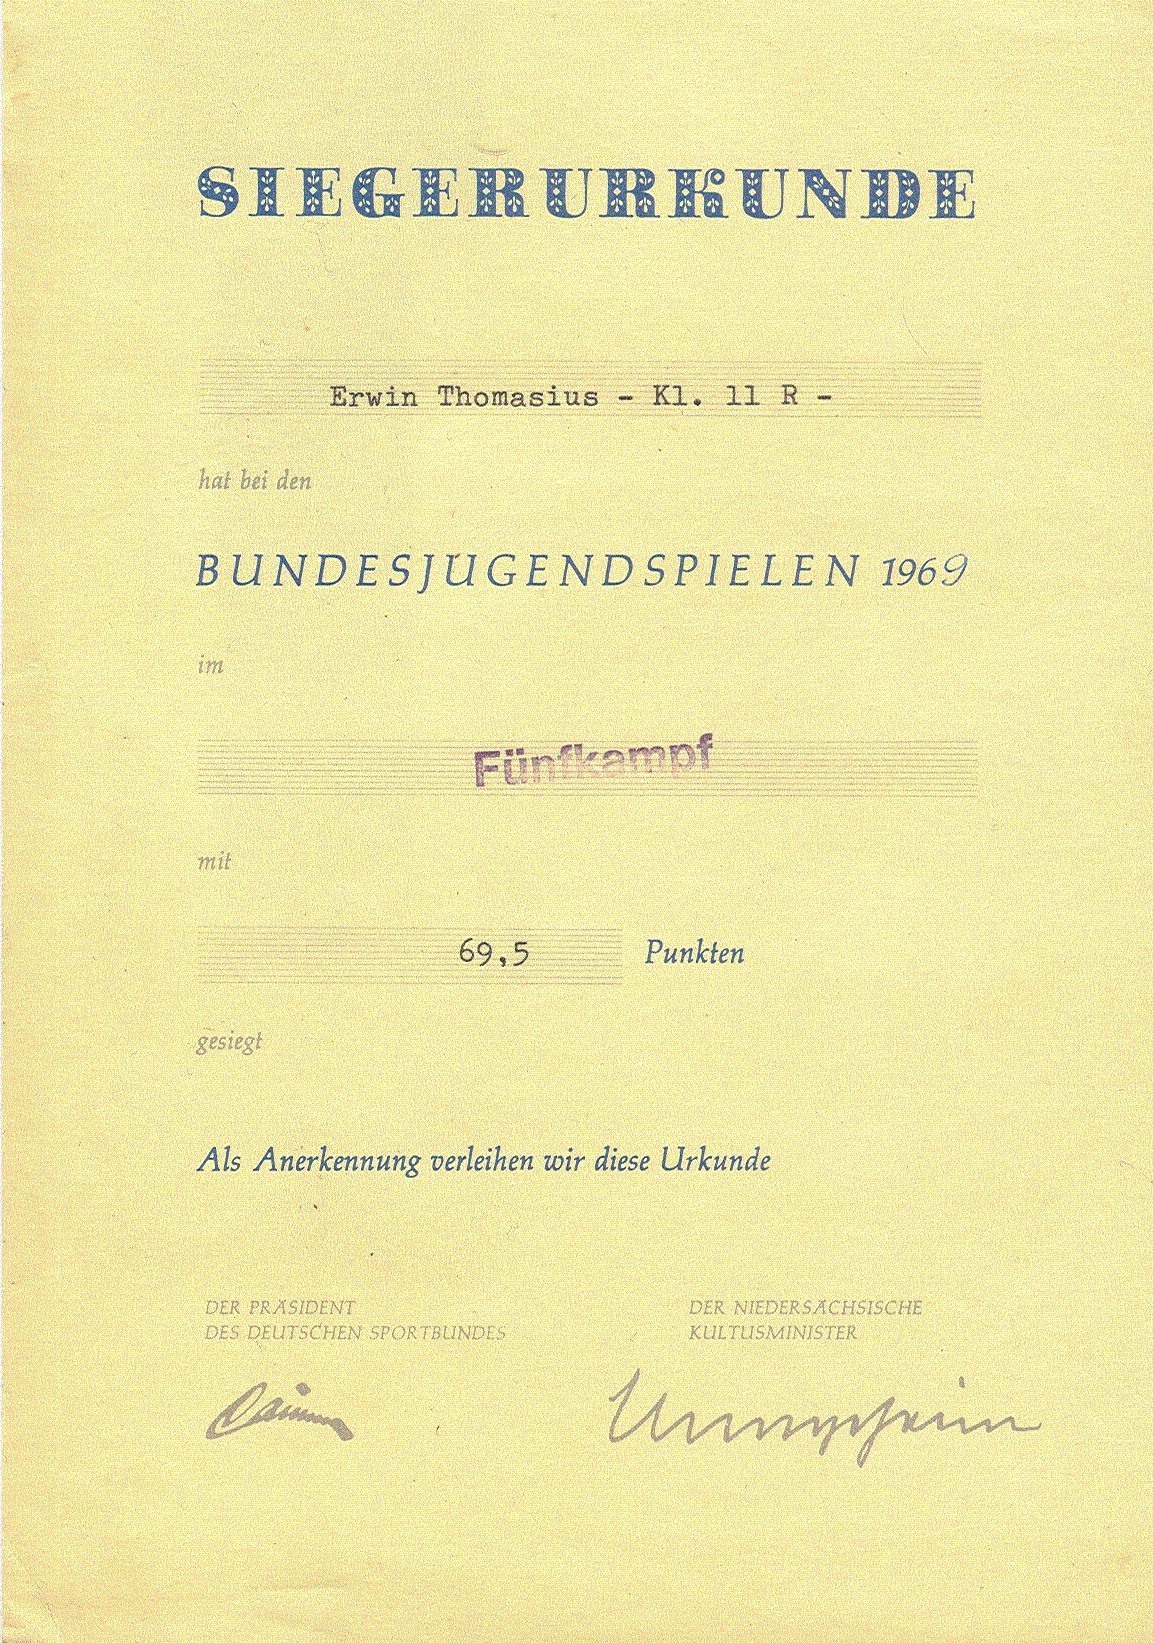 SIEGERURKUNDE
Erwin Thomasius - Kl. 11 R -
hat bei den
BUNDESJUGENDSPIELEN 1969
im
Fünfkampf
mit
69,5 Punkten
gesiegt
Als Anerkennung verleihen wir diese Urkunde
DER PRÄSIDENT
DES DEUTSCHEN SPORTBUNDES
DER NIEDERSÄCHSISCHE
KULTUSMINISTER